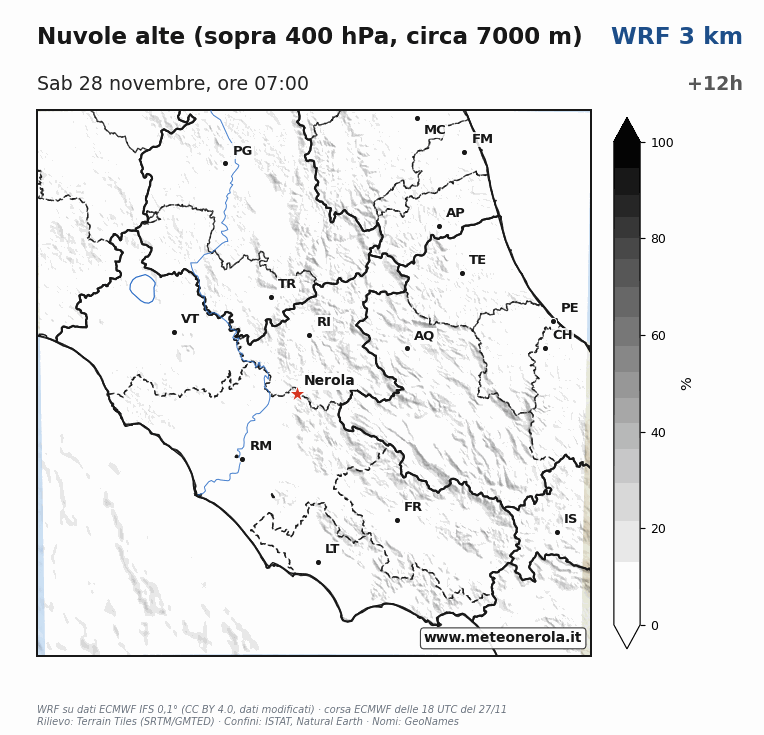 Nuvole alte (sopra 400 hPa, circa 7000 m) WRF 3 km
Sab 28 novembre, ore 07:00 +12h
MC
FM
PG
AP
TE
TR
PE
VT
RI
AQ
CH
Nerola
RM
FR
IS
LT
www.meteonerola.it
100
80
60
40
20
0
%
WRF su dati ECMWF IFS 0,1° (CC BY 4.0, dati modificati) · corsa ECMWF delle 18 UTC del 27/11
Rilievo: Terrain Tiles (SRTM/GMTED) · Confini: ISTAT, Natural Earth · Nomi: GeoNames